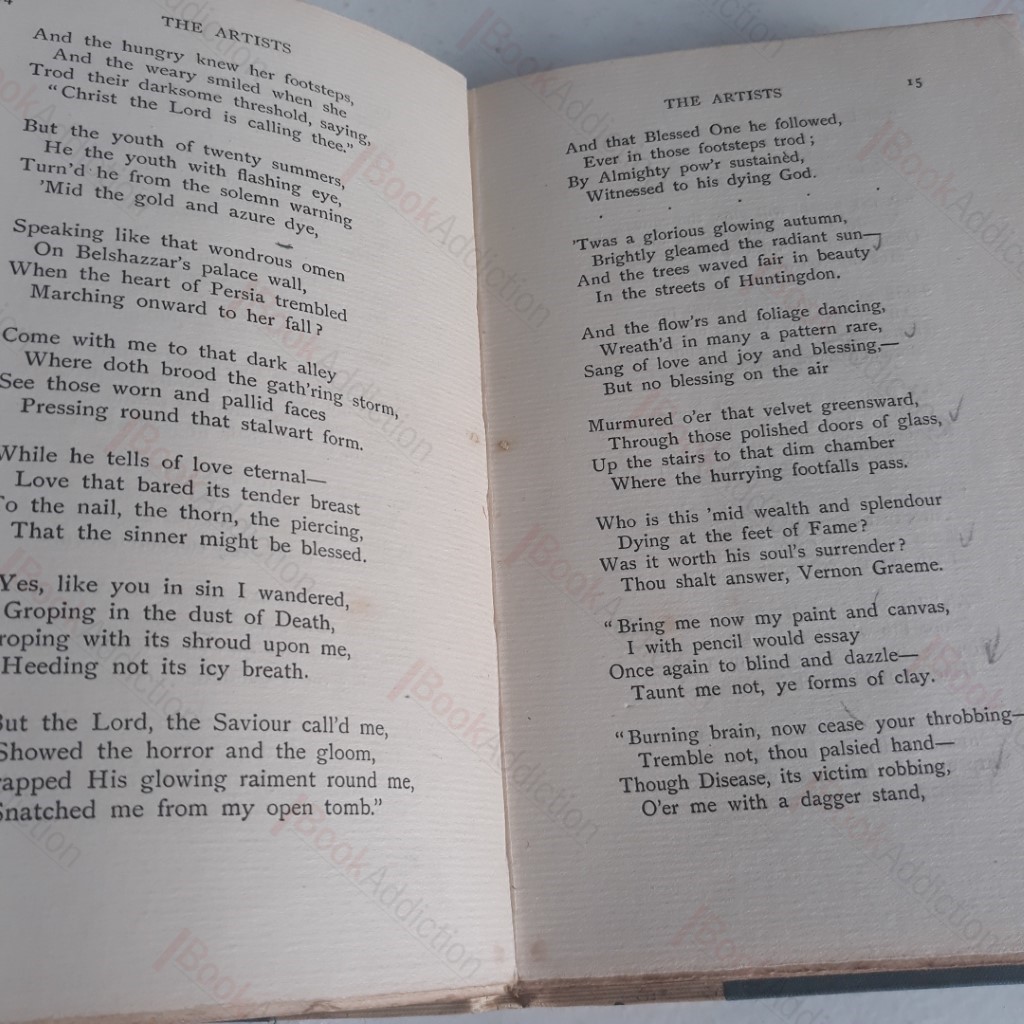 THE ARTISTS
And the hungry knew her footsteps,
And the weary smiled when she
Trod their darksome threshold, saying,
"Christ the Lord is calling thee."
But the youth of twenty summers,
He the youth with flashing eye,
Turn'd he from the solemn warning
'Mid the gold and azure dye,
Speaking like that wondrous omen
On Belshazzar's palace wall,
When the heart of Persia trembled
Marching onward to her fall?
Come with me to that dark alley
Where doth brood the gath'ring storm,
See those worn and pallid faces
Pressing round that stalwart form.
While he tells of love eternal—
Love that bared its tender breast
To the nail, the thorn, the piercing,
That the sinner might be blessed.
Yes, like you in sin I wandered,
Groping in the dust of Death,
roping with its shroud upon me,
Heeding not its icy breath.
But the Lord, the Saviour call'd me,
Showed the horror and the gloom,
rapped His glowing raiment round me,
Snatched me from my open tomb."
THE ARTISTS 15
And that Blessed One he followed,
Ever in those footsteps trod;
By Almighty pow'r sustainèd,
Witnessed to his dying God.
'Twas a glorious glowing autumn,
Brightly gleamed the radiant sun—
And the trees waved fair in beauty
In the streets of Huntingdon.
And the flow'rs and foliage dancing,
Wreath'd in many a pattern rare,
Sang of love and joy and blessing,—
But no blessing on the air
Murmured o'er that velvet greensward,
Through those polished doors of glass,
Up the stairs to that dim chamber
Where the hurrying footfalls pass.
Who is this 'mid wealth and splendour
Dying at the feet of Fame?
Was it worth his soul's surrender?
Thou shalt answer, Vernon Graeme.
"Bring me now my paint and canvas,
I with pencil would essay
Once again to blind and dazzle—
Taunt me not, ye forms of clay.
"Burning brain, now cease your throbbing—
Tremble not, thou palsied hand—
Though Disease, its victim robbing,
O'er me with a dagger stand,
BookAddiction